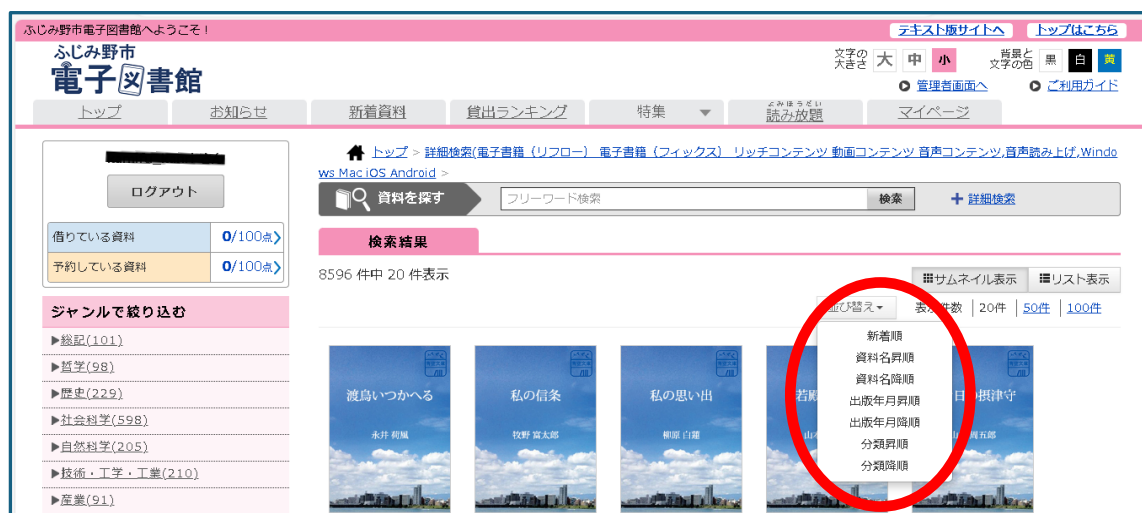 ふじみ野市電子図書館へようこそ！
テキスト版サイトへ トップはこちら
ふじみ野市
電子図書館
文字の大きさ 大 中 小 背景と文字の色 黒 白 黄
管理者画面へ ご利用ガイド
トップ お知らせ 新着資料 貸出ランキング 特集 ▼ 読み放題 マイページ
よみほうだい
トップ > 詳細検索(電子書籍（リフロー） 電子書籍（フィックス） リッチコンテンツ 動画コンテンツ 音声コンテンツ,音声読み上げ,Windo
ws Mac iOS Android >
ログアウト
資料を探す フリーワード検索 検索 + 詳細検索
借りている資料 0/100点
予約している資料 0/100点
検索結果
8596 件中 20 件表示
サムネイル表示 リスト表示
並び替え▼ 表示件数 20件 50件 100件
新着順
資料名昇順
資料名降順
出版年月昇順
出版年月降順
分類昇順
分類降順
ジャンルで絞り込む
▶総記(101)
▶哲学(98)
▶歴史(229)
▶社会科学(598)
▶自然科学(205)
▶技術・工学・工業(210)
▶産業(91)
渡鳥いつかへる
永井 荷風
私の信条
牧野 富太郎
私の思い出
柳原 白蓮
若殿
日の摂津守
周五郎